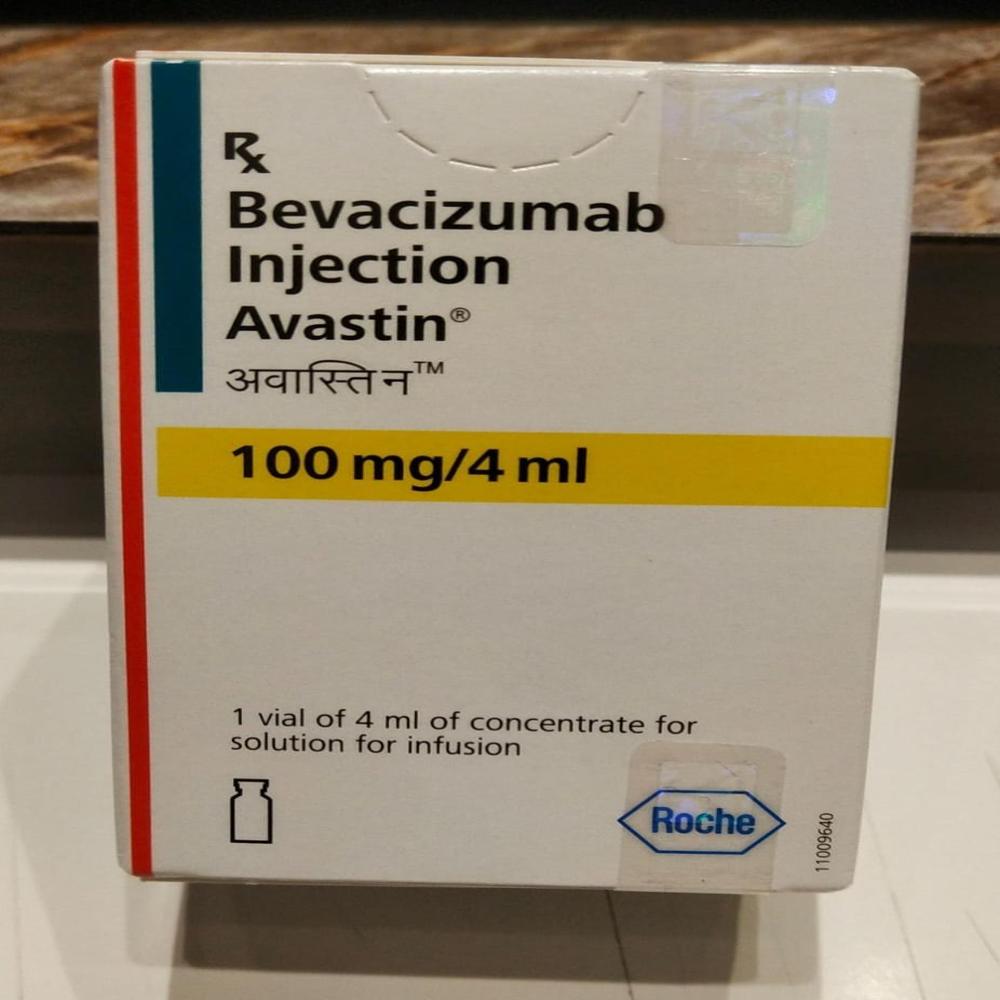 Rx
Bevacizumab
Injection
Avastin®
अवास्तिन™
100 mg/4 ml
1 vial of 4 ml of concentrate for
solution for infusion
Roche
11009640